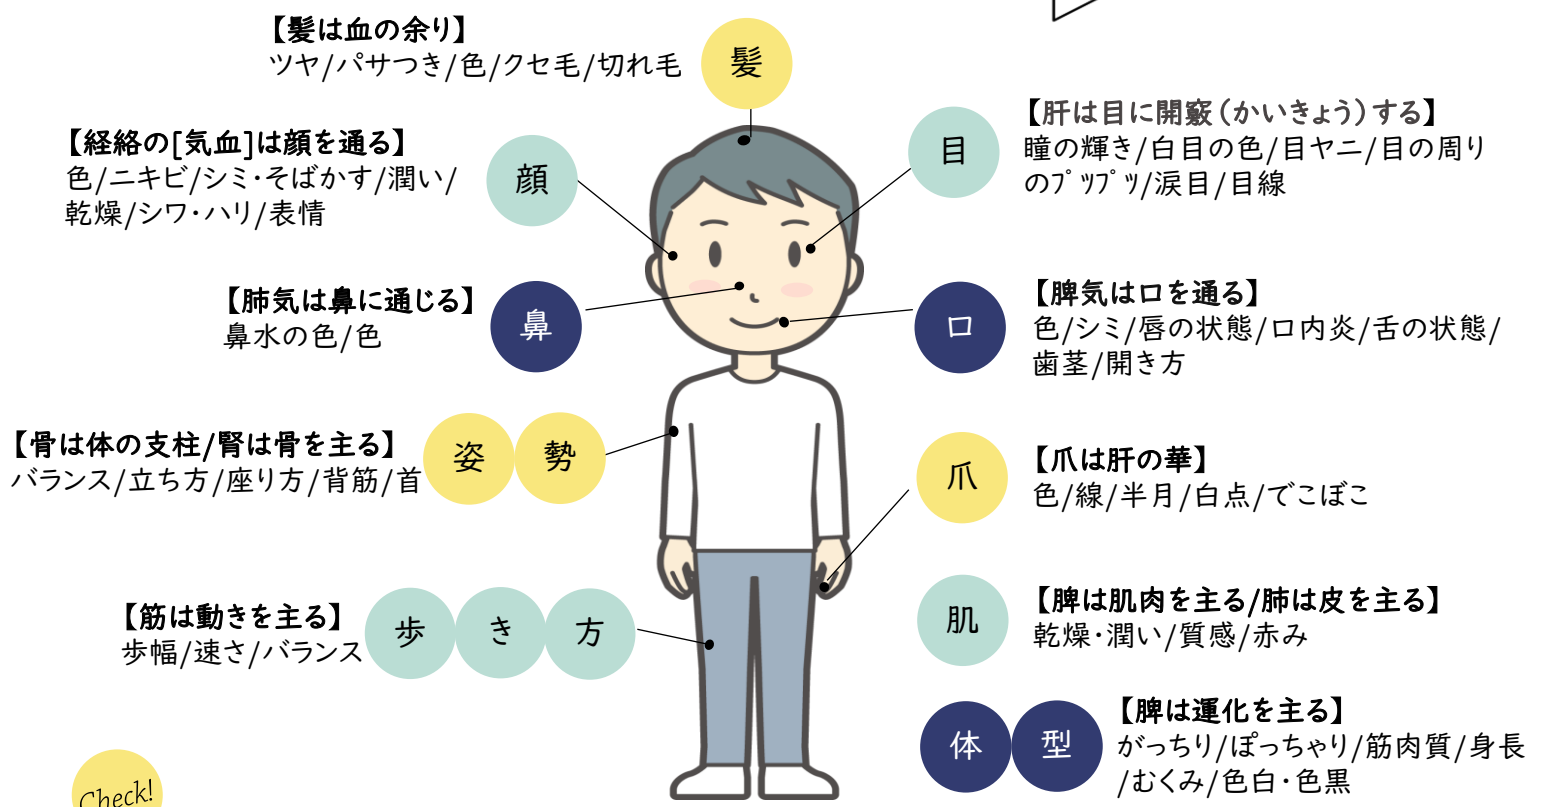 【髪は血の余り】
ツヤ/パサつき/色/クセ毛/切れ毛
髪
【経絡の[気血]は顔を通る】
色/ニキビ/シミ・そばかす/潤い/
乾燥/シワ・ハリ/表情
顔
目
【肝は目に開竅（かいきょう）する】
瞳の輝き/白目の色/目ヤニ/目の周り
のﾌﾟﾂﾌﾟﾂ/涙目/目線
【肺気は鼻に通じる】
鼻水の色/色
鼻
口
【脾気は口を通る】
色/シミ/唇の状態/口内炎/舌の状態/
歯茎/開き方
【骨は体の支柱/腎は骨を主る】
バランス/立ち方/座り方/背筋/首
姿勢
爪
【爪は肝の華】
色/線/半月/白点/でこぼこ
【筋は動きを主る】
歩幅/速さ/バランス
歩き方
肌
【脾は肌肉を主る/肺は皮を主る】
乾燥・潤い/質感/赤み
体型
【脾は運化を主る】
がっちり/ぽっちゃり/筋肉質/身長
/むくみ/色白・色黒
Check!